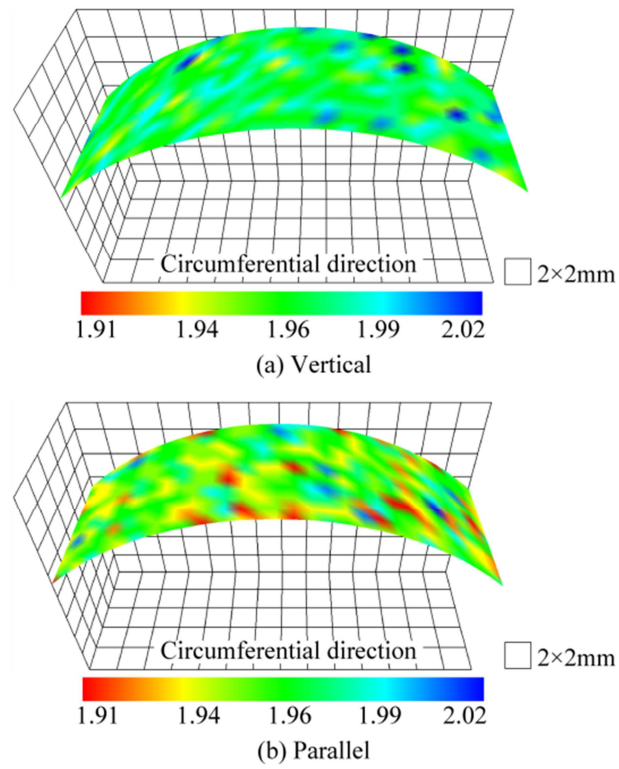 Circumferential direction
2×2mm
1.91 1.94 1.96 1.99 2.02
(a) Vertical
Circumferential direction
2×2mm
1.91 1.94 1.96 1.99 2.02
(b) Parallel